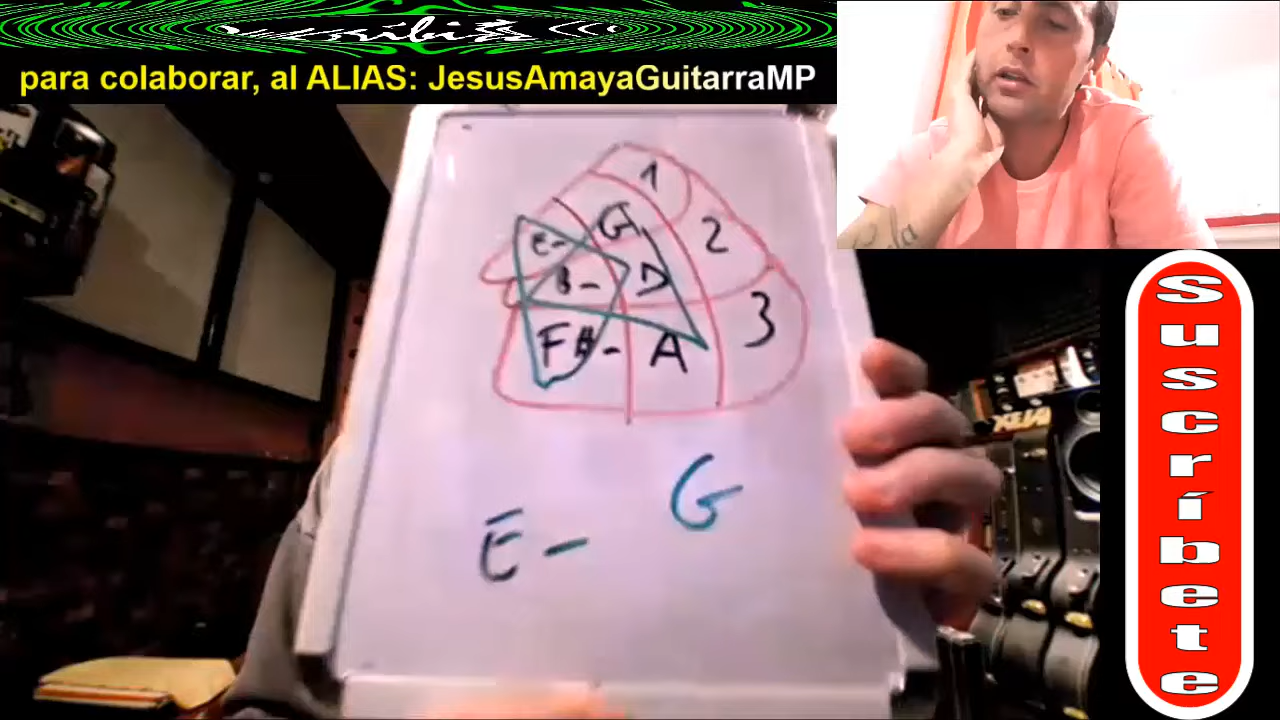 para colaborar, al ALIAS: JesusAmayaGuitarraMP
1
2
3
E- G
B- D
F#- A
E- G
Suscríbete